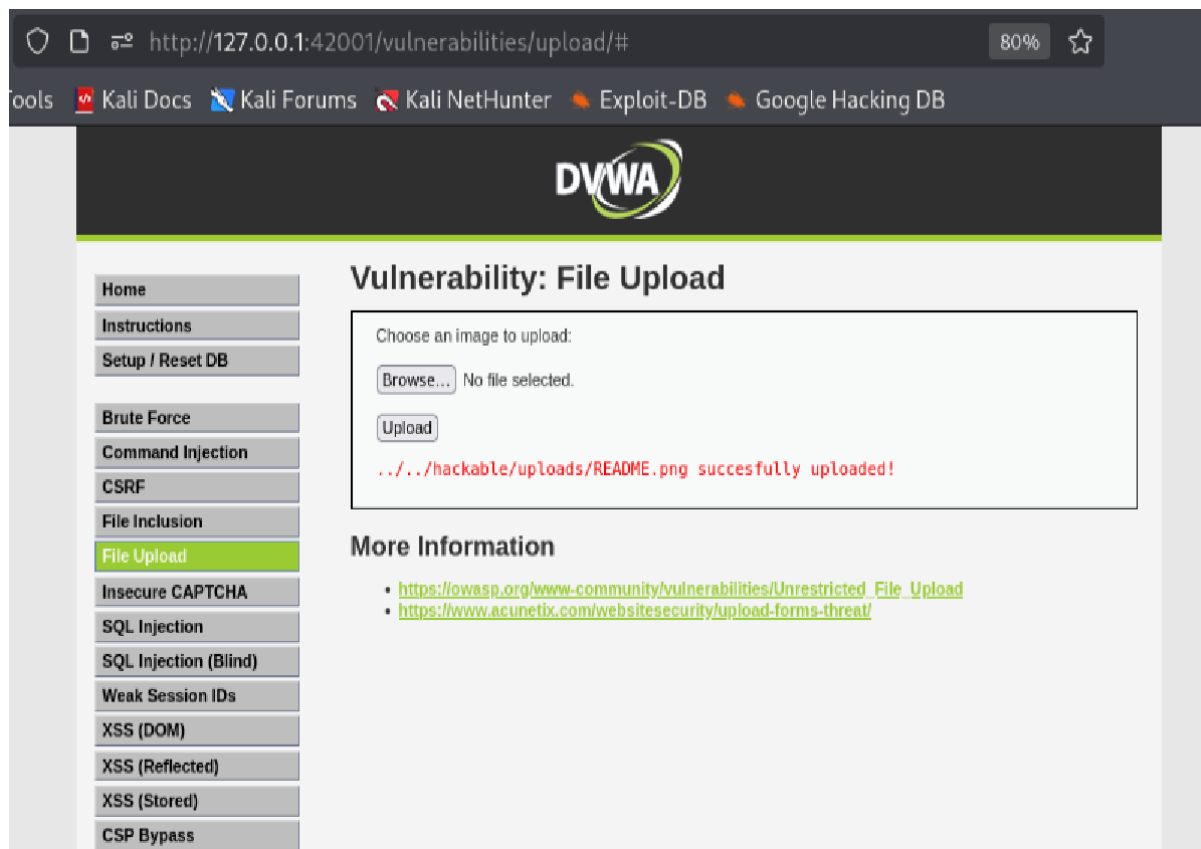 http://127.0.0.1:42001/vulnerabilities/upload/# 80%
ools Kali Docs Kali Forums Kali NetHunter Exploit-DB Google Hacking DB
DVWA
Home
Instructions
Setup / Reset DB
Brute Force
Command Injection
CSRF
File Inclusion
File Upload
Insecure CAPTCHA
SQL Injection
SQL Injection (Blind)
Weak Session IDs
XSS (DOM)
XSS (Reflected)
XSS (Stored)
CSP Bypass
Vulnerability: File Upload
Choose an image to upload:
Browse... No file selected.
Upload
../../hackable/uploads/README.png succesfully uploaded!
More Information
https://owasp.org/www-community/vulnerabilities/Unrestricted_File_Upload
https://www.acunetix.com/websitesecurity/upload-forms-threat/